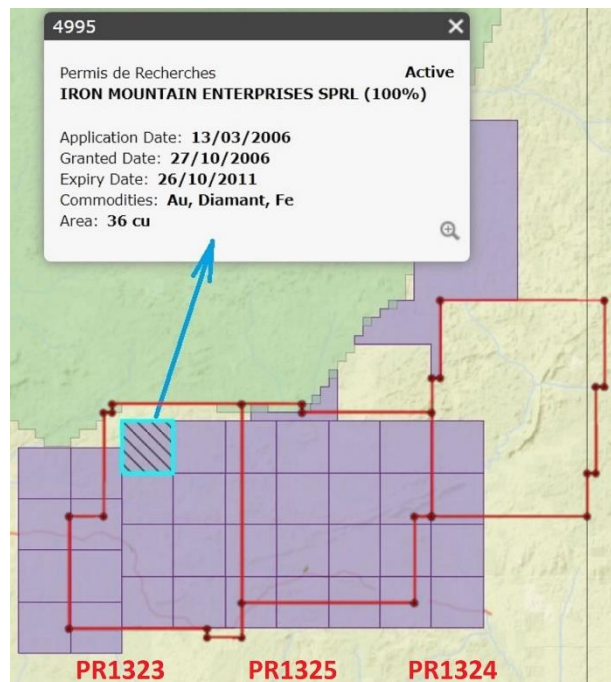 4995
Permis de Recherches Active
IRON MOUNTAIN ENTERPRISES SPRL (100%)
Application Date: 13/03/2006
Granted Date: 27/10/2006
Expiry Date: 26/10/2011
Commodities: Au, Diamant, Fe
Area: 36 cu
PR1323 PR1325 PR1324